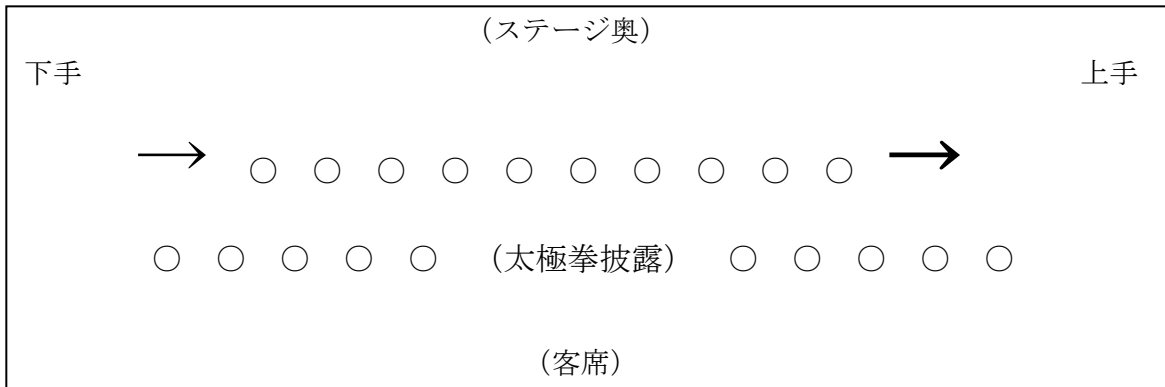 (ステージ奥)
下手 上手
→ ○ ○ ○ ○ ○ ○ ○ ○ ○ ○ →
○ ○ ○ ○ ○ (太極拳披露) ○ ○ ○ ○ ○
(客席)